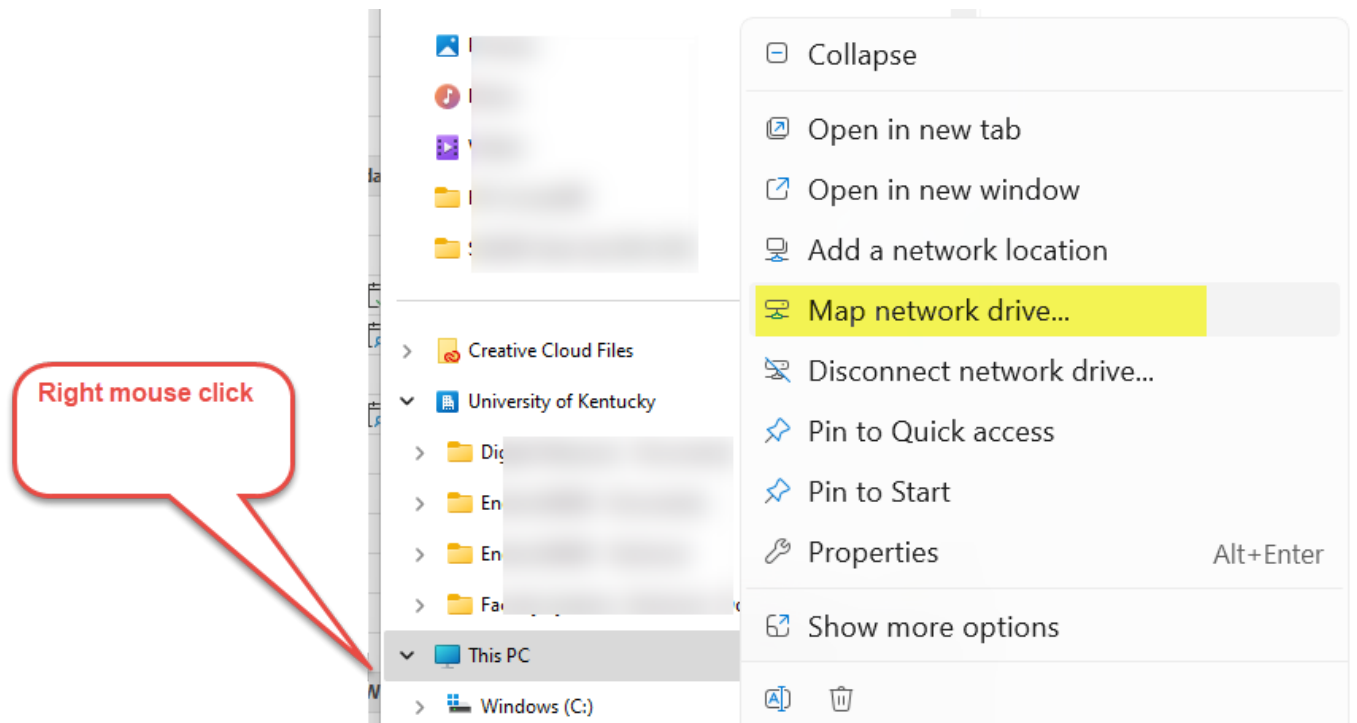 Right mouse click
Creative Cloud Files
University of Kentucky
This PC
Windows (C:)
Collapse
Open in new tab
Open in new window
Add a network location
Map network drive...
Disconnect network drive...
Pin to Quick access
Pin to Start
Properties Alt+Enter
Show more options